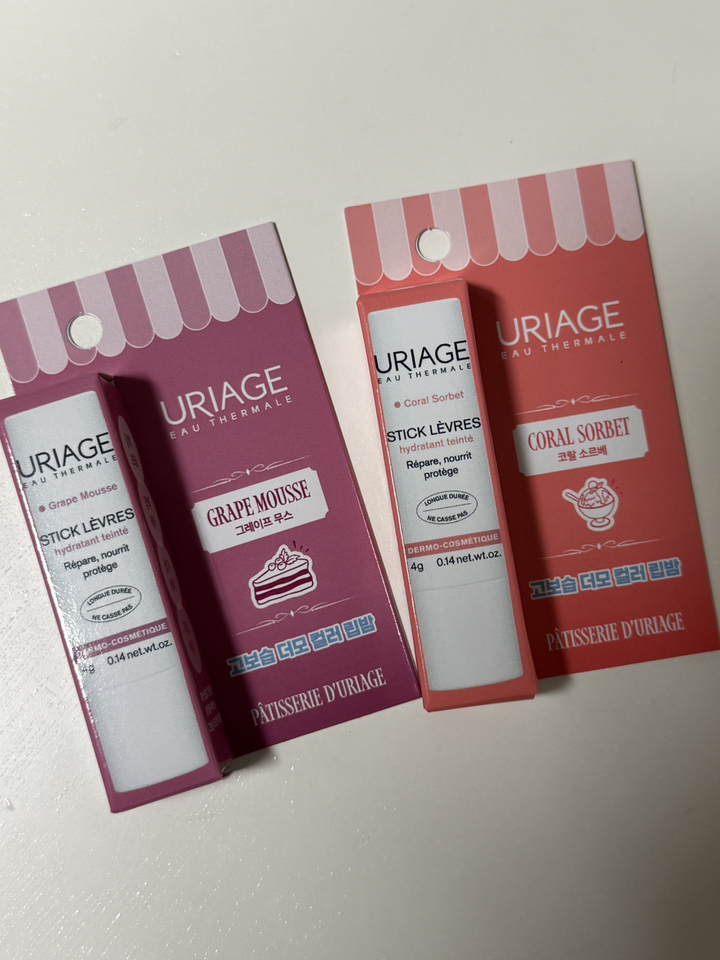 URIAGE
EAU THERMALE
GRAPE MOUSSE
그레이프 무스
고보습 더모 컬러 립밤
PÂTISSERIE D'URIAGE
URIAGE
EAU THERMALE
Grape Mousse
STICK LÈVRES
hydratant teinté
Répare, nourrit
protège
LONGUE DURÉE
NE CASSE PAS
DERMO-COSMÉTIQUE
4g 0.14 net.wt.oz.
URIAGE
EAU THERMALE
CORAL SORBET
코랄 소르베
고보습 더모 컬러 립밤
PÂTISSERIE D'URIAGE
URIAGE
EAU THERMALE
Coral Sorbet
STICK LÈVRES
hydratant teinté
Répare, nourrit
protège
LONGUE DURÉE
NE CASSE PAS
DERMO-COSMÉTIQUE
4g 0.14 net.wt.oz.